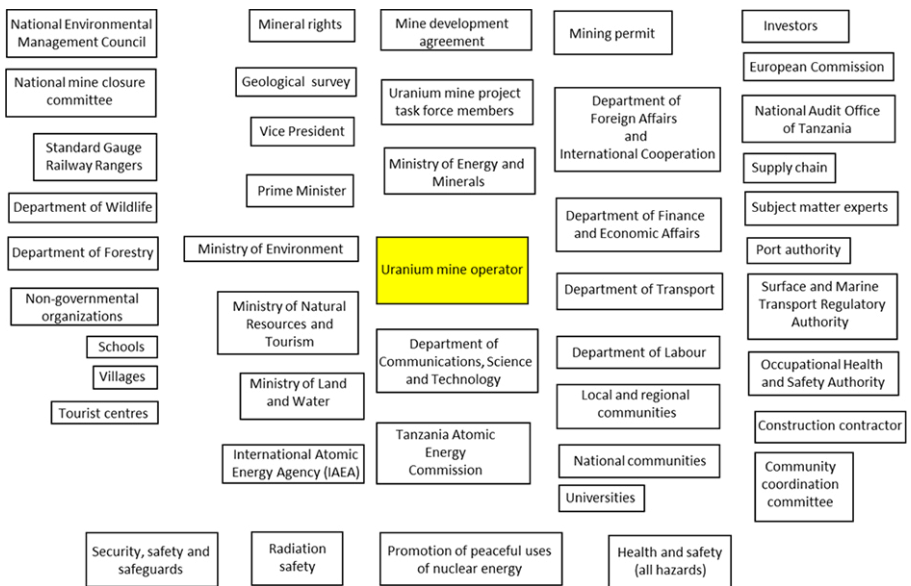 National Environmental
Management Council
National mine closure
committee
Standard Gauge
Railway Rangers
Department of Wildlife
Department of Forestry
Non-governmental
organizations
Schools
Villages
Tourist centres
Mineral rights
Geological survey
Vice President
Prime Minister
Ministry of Environment
Ministry of Natural
Resources and
Tourism
Ministry of Land
and Water
International Atomic
Energy Agency (IAEA)
Mine development
agreement
Uranium mine project
task force members
Ministry of Energy and
Minerals
Uranium mine operator
Department of
Communications, Science
and Technology
Tanzania Atomic
Energy
Commission
Mining permit
Department of
Foreign Affairs
and
International Cooperation
Department of Finance
and Economic Affairs
Department of Transport
Department of Labour
Local and regional
communities
National communities
Universities
Investors
European Commission
National Audit Office
of Tanzania
Supply chain
Subject matter experts
Port authority
Surface and Marine
Transport Regulatory
Authority
Occupational Health
and Safety Authority
Construction contractor
Community
coordination
committee
Security, safety and
safeguards
Radiation
safety
Promotion of peaceful uses
of nuclear energy
Health and safety
(all hazards)